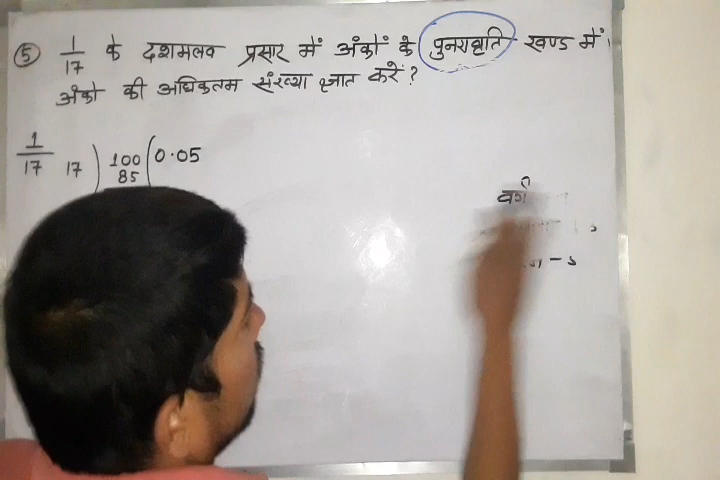 ⑤ 1/17 के दशमलव प्रसार में अंकों के पुनरावृति खण्ड में।
अंको की अधिकतम संख्या ज्ञात करें?
1/17 17 ) 100 ( 0.05
85